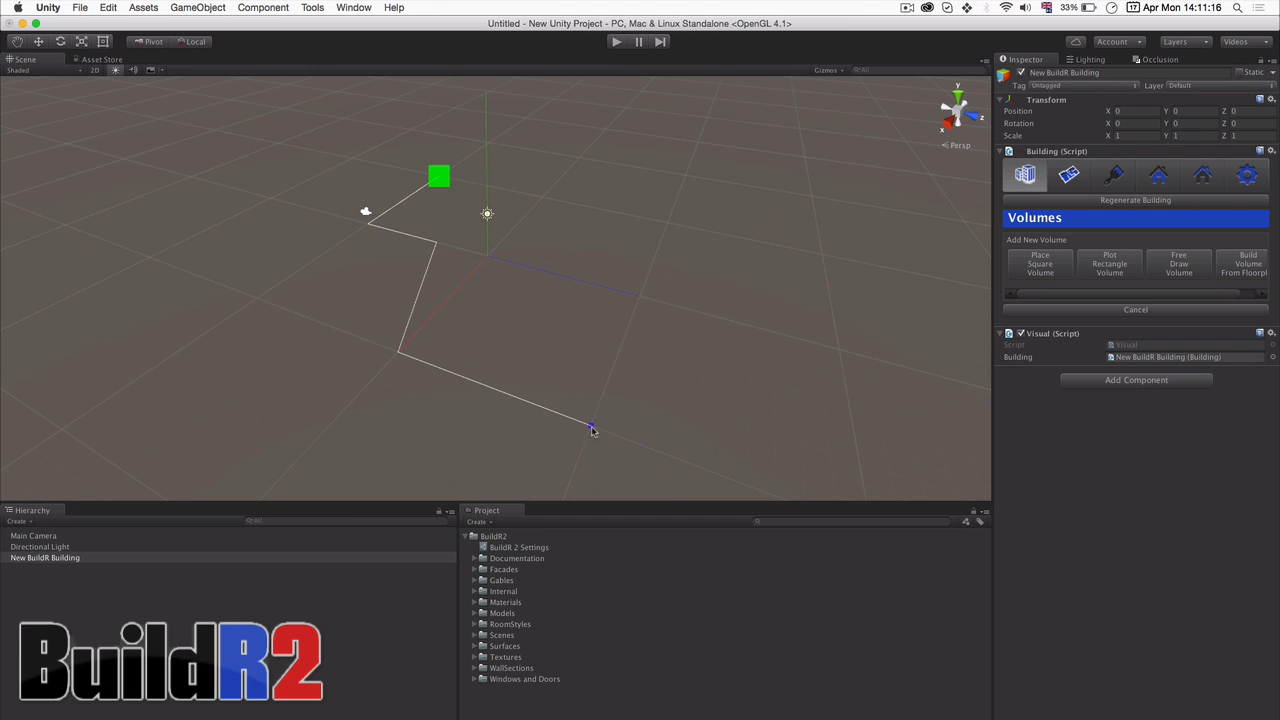 Unity File Edit Assets GameObject Component Tools Window Help 33% 17 Apr Mon 14:11:16
Untitled - New Unity Project - PC, Mac & Linux Standalone <OpenGL 4.1>
Pivot Local Account Layers Videos
Scene Asset Store
Shaded 2D Gizmos All
y
z
x
Persp
Inspector Lighting Occlusion
New BuildR Building Static
Tag Untagged Layer Default
Transform
Position X 0 Y 0 Z 0
Rotation X 0 Y 0 Z 0
Scale X 1 Y 1 Z 1
Building (Script)
Regenerate Building
Volumes
Add New Volume
Place Square Volume
Plot Rectangle Volume
Free Draw Volume
Build Volume From Floorpl
Cancel
Visual (Script)
Script Visual
Building New BuildR Building (Building)
Add Component
Hierarchy
Create All
Main Camera
Directional Light
New BuildR Building
Project
Create
BuildR2
BuildR 2 Settings
Documentation
Facades
Gables
Internal
Materials
Models
RoomStyles
Scenes
Surfaces
Textures
WallSections
Windows and Doors
BuildR2